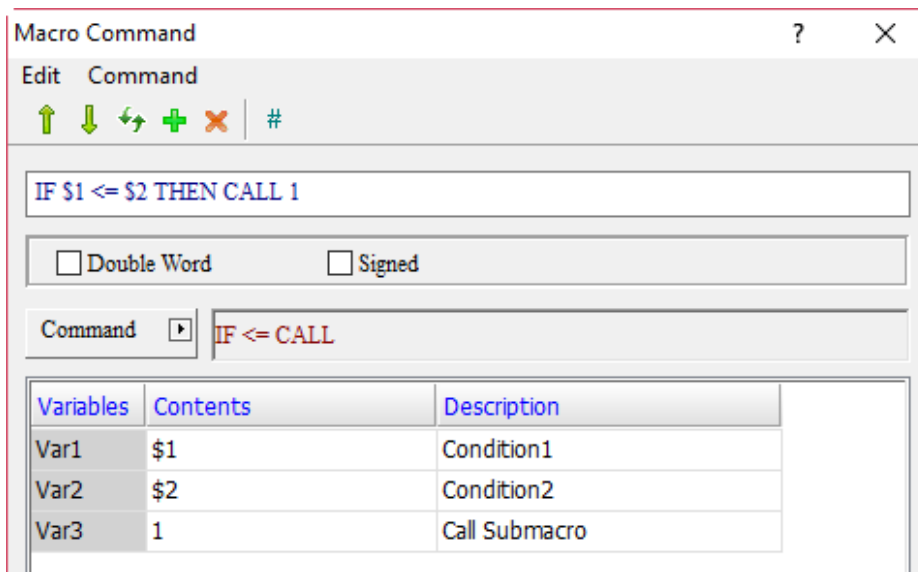 Macro Command ?
Edit Command
#
IF $1 <= $2 THEN CALL 1
Double Word Signed
Command IF <= CALL
Variables Contents Description
Var1 $1 Condition1
Var2 $2 Condition2
Var3 1 Call Submacro